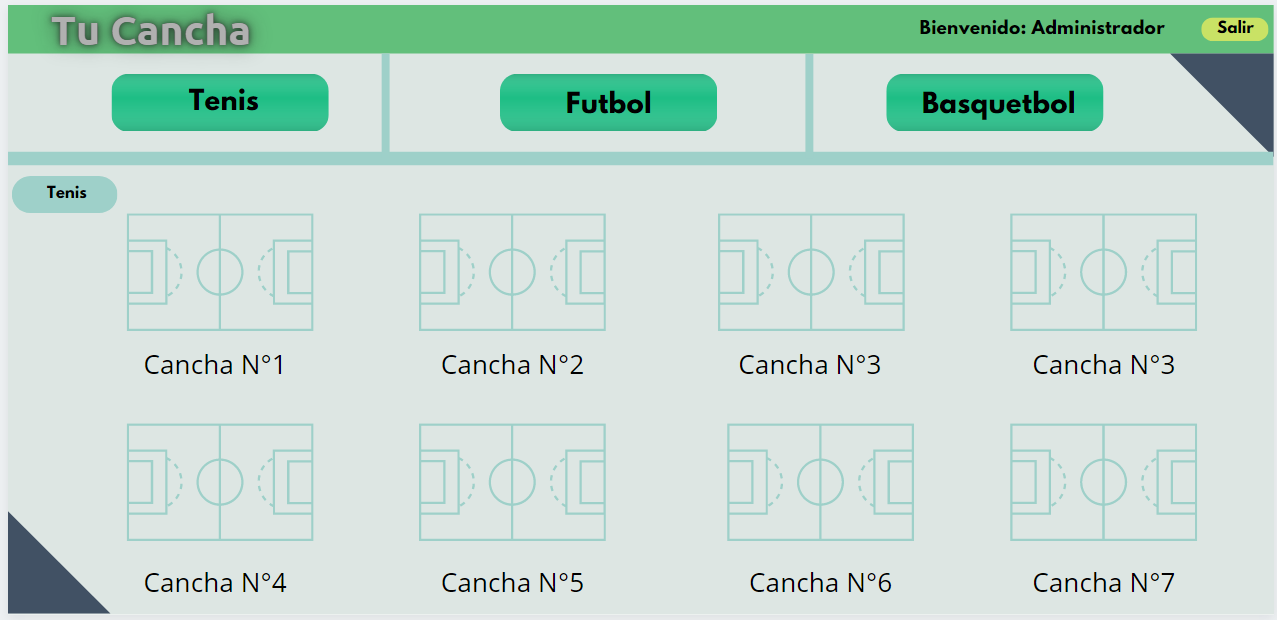 Tu Cancha
Bienvenido: Administrador
Salir
Tenis
Futbol
Basquetbol
Tenis
Cancha N°1
Cancha N°2
Cancha N°3
Cancha N°3
Cancha N°4
Cancha N°5
Cancha N°6
Cancha N°7